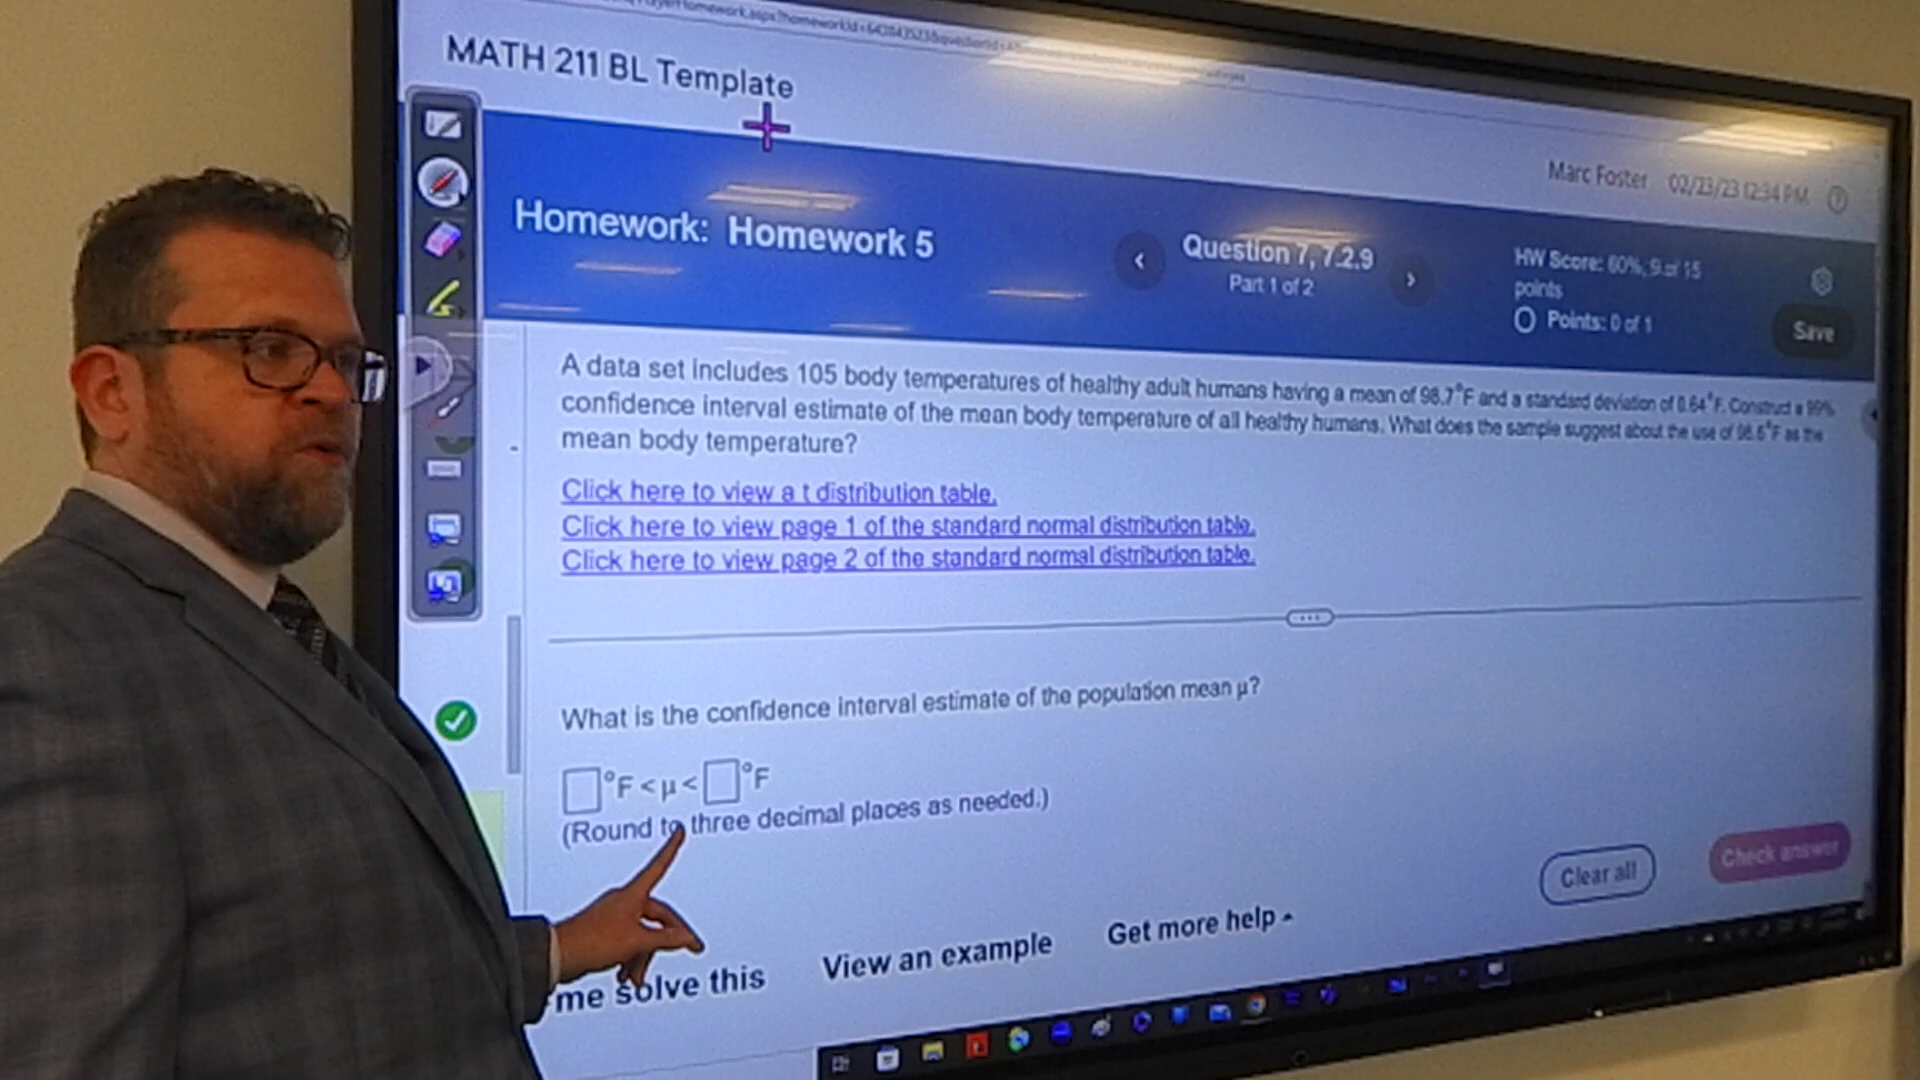 MATH 211 BL Template
Marc Foster 02/23/23 12:34 PM
Homework: Homework 5
Question 7, 7.2.9
Part 1 of 2
HW Score: 60%, 9 of 15
points
Points: 0 of 1
Save
A data set includes 105 body temperatures of healthy adult humans having a mean of 98.7°F and a standard deviation of 0.64°F. Construct a 99%
confidence interval estimate of the mean body temperature of all healthy humans. What does the sample suggest about the use of 98.6°F as the
mean body temperature?
Click here to view a t distribution table.
Click here to view page 1 of the standard normal distribution table.
Click here to view page 2 of the standard normal distribution table.
What is the confidence interval estimate of the population mean μ?
°F < μ < °F
(Round to three decimal places as needed.)
Clear all
Check answer
me solve this
View an example
Get more help